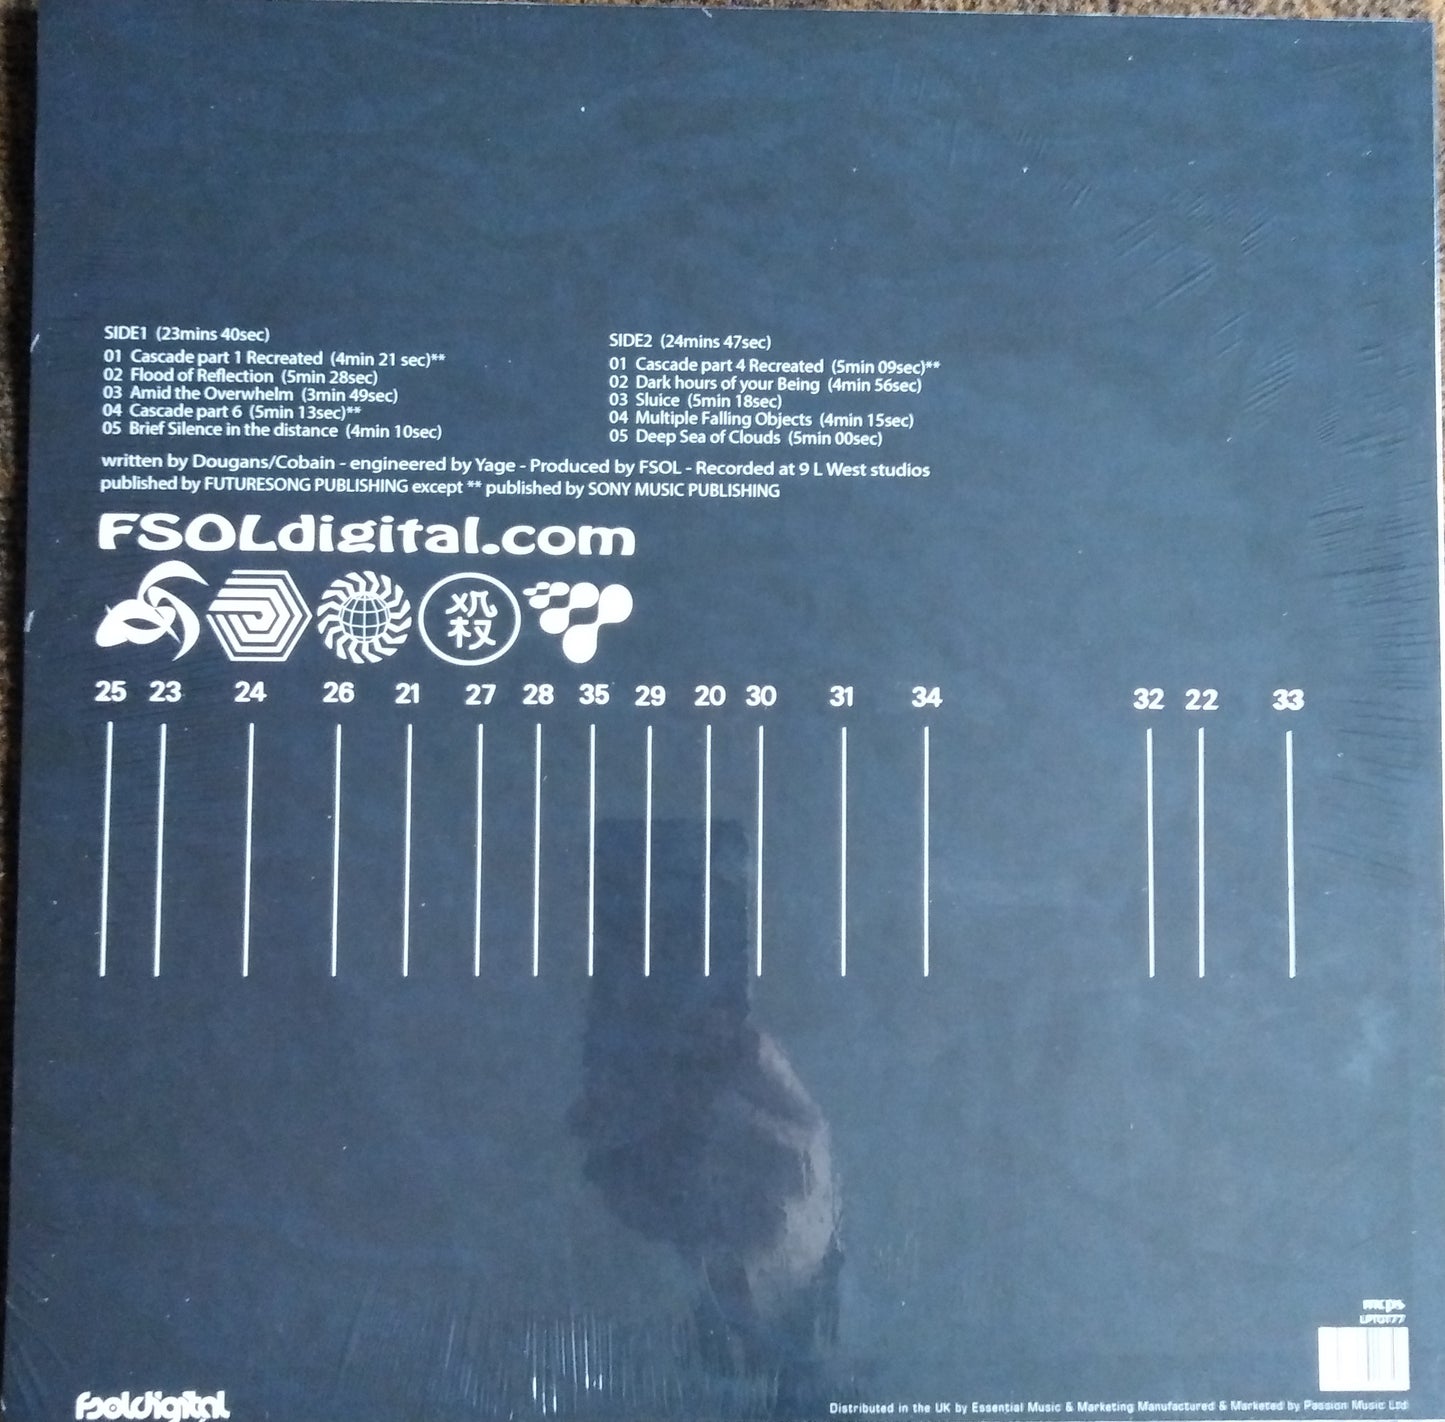 SIDE1 (23mins 40sec)
01 Cascade part 1 Recreated (4min 21 sec)**
02 Flood of Reflection (5min 28sec)
03 Amid the Overwhelm (3min 49sec)
04 Cascade part 6 (5min 13sec)**
05 Brief Silence in the distance (4min 10sec)
SIDE2 (24mins 47sec)
01 Cascade part 4 Recreated (5min 09sec)**
02 Dark hours of your Being (4min 56sec)
03 Sluice (5min 18sec)
04 Multiple Falling Objects (4min 15sec)
05 Deep Sea of Clouds (5min 00sec)
written by Dougans/Cobain - engineered by Yage - Produced by FSOL - Recorded at 9 L West studios
published by FUTURESONG PUBLISHING except ** published by SONY MUSIC PUBLISHING
FSOLdigital.com
殺
25 23 24 26 21 27 28 35 29 20 30 31 34 32 22 33
mcps
LPTOT77
fsoldigital
Distributed in the UK by Essential Music & Marketing Manufactured & Marketed by Passion Music Ltd